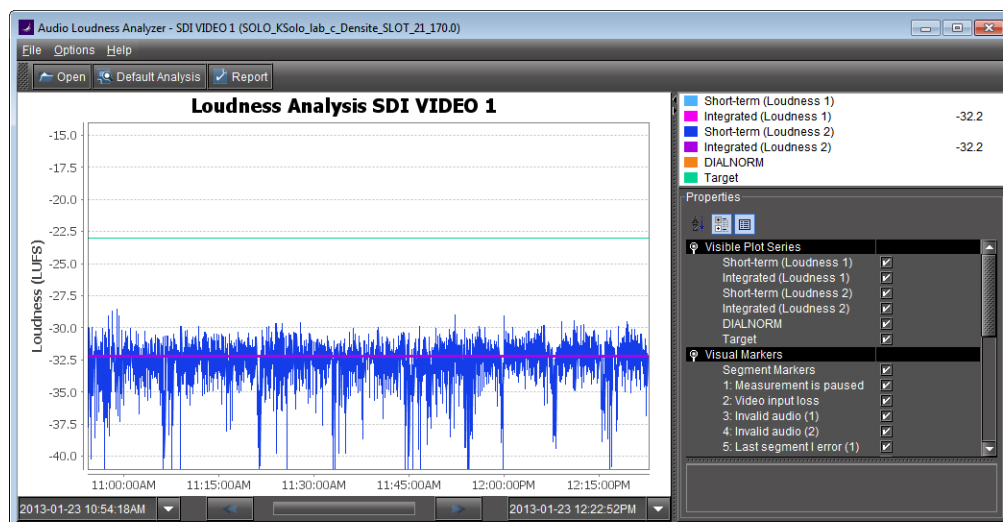 Audio Loudness Analyzer - SDI VIDEO 1 (SOLO_KSolo_lab_c_Densite_SLOT_21_170.0)
File Options Help
Open Default Analysis Report
Loudness Analysis SDI VIDEO 1
Loudness (LUFS)
-15.0
-17.5
-20.0
-22.5
-25.0
-27.5
-30.0
-32.5
-35.0
-37.5
-40.0
11:00:00AM 11:15:00AM 11:30:00AM 11:45:00AM 12:00:00PM 12:15:00PM
2013-01-23 10:54:18AM 2013-01-23 12:22:52PM
Short-term (Loudness 1)
Integrated (Loudness 1) -32.2
Short-term (Loudness 2)
Integrated (Loudness 2) -32.2
DIALNORM
Target
Properties
Visible Plot Series
Short-term (Loudness 1)
Integrated (Loudness 1)
Short-term (Loudness 2)
Integrated (Loudness 2)
DIALNORM
Target
Visual Markers
Segment Markers
1: Measurement is paused
2: Video input loss
3: Invalid audio (1)
4: Invalid audio (2)
5: Last segment I error (1)